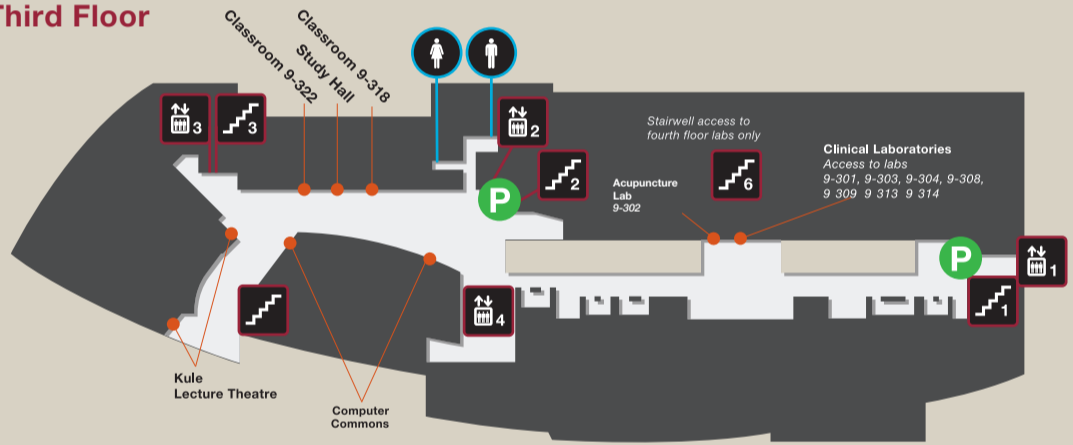 Third Floor
Classroom 9-322
Study Hall
Classroom 9-318
3
3
2
2
P
Stairwell access to
fourth floor labs only
6
Acupuncture
Lab
9-302
Clinical Laboratories
Access to labs
9-301, 9-303, 9-304, 9-308,
9 309 9 313 9 314
P
1
1
4
Kule
Lecture Theatre
Computer
Commons